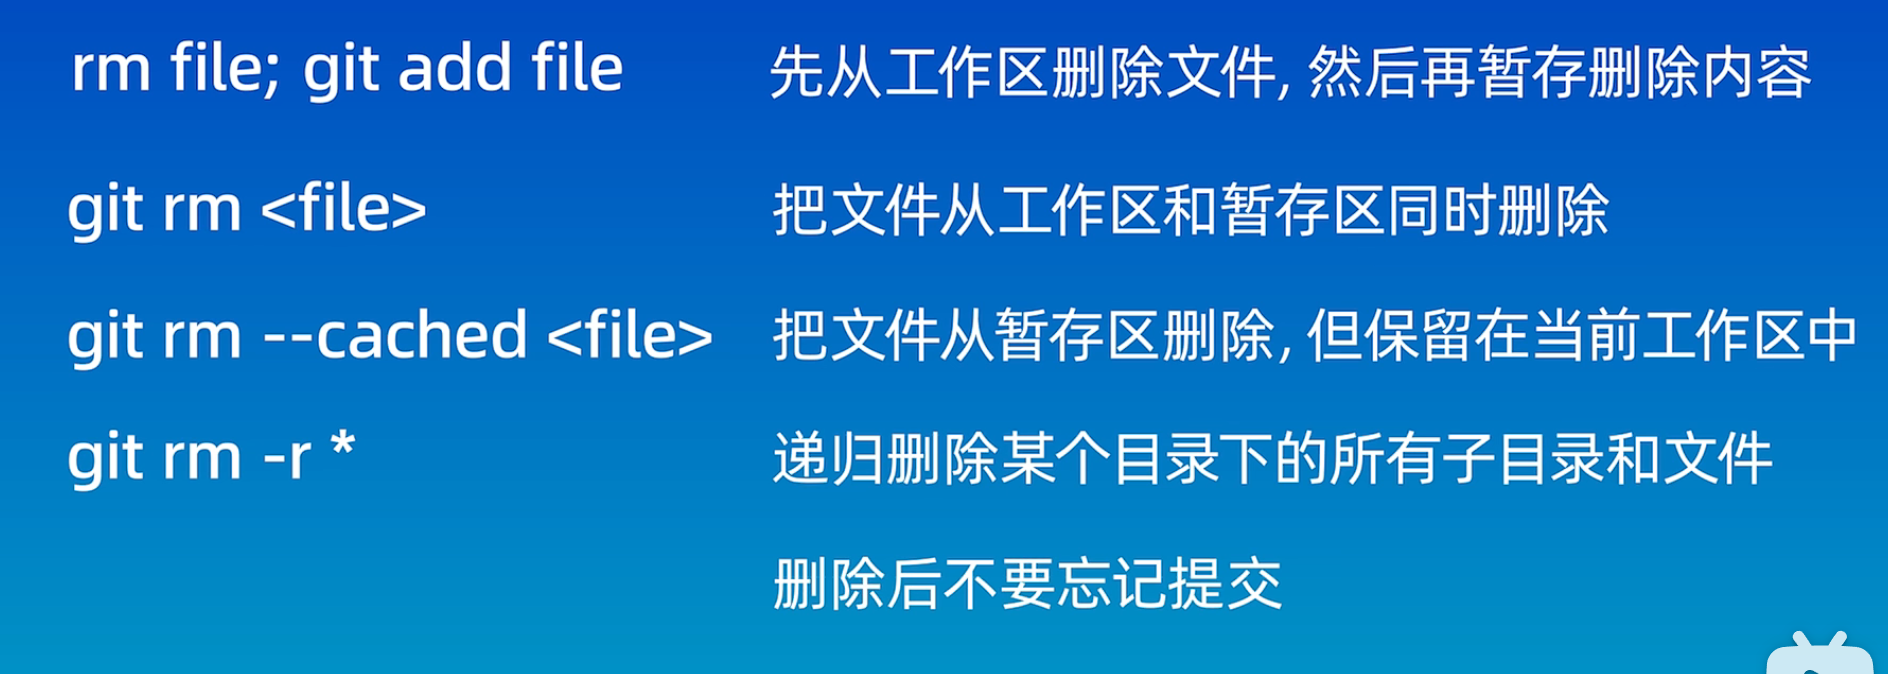 rm file; git add file 先从工作区删除文件, 然后再暂存删除内容
git rm <file> 把文件从工作区和暂存区同时删除
git rm --cached <file> 把文件从暂存区删除, 但保留在当前工作区中
git rm -r * 递归删除某个目录下的所有子目录和文件
删除后不要忘记提交